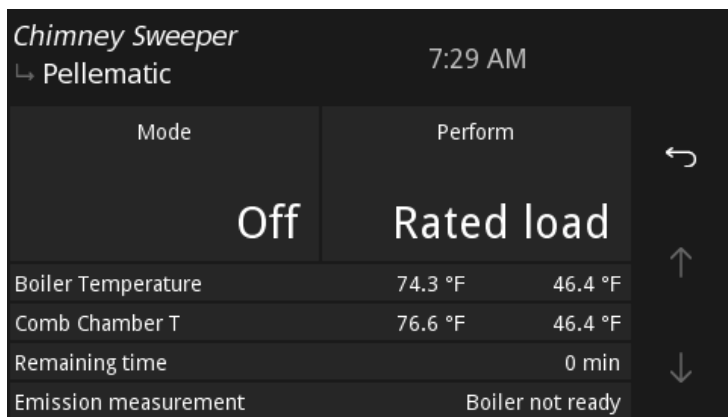 Chimney Sweeper
Pellematic
7:29 AM
Mode
Off
Perform
Rated load
Boiler Temperature 74.3 °F 46.4 °F
Comb Chamber T 76.6 °F 46.4 °F
Remaining time 0 min
Emission measurement Boiler not ready